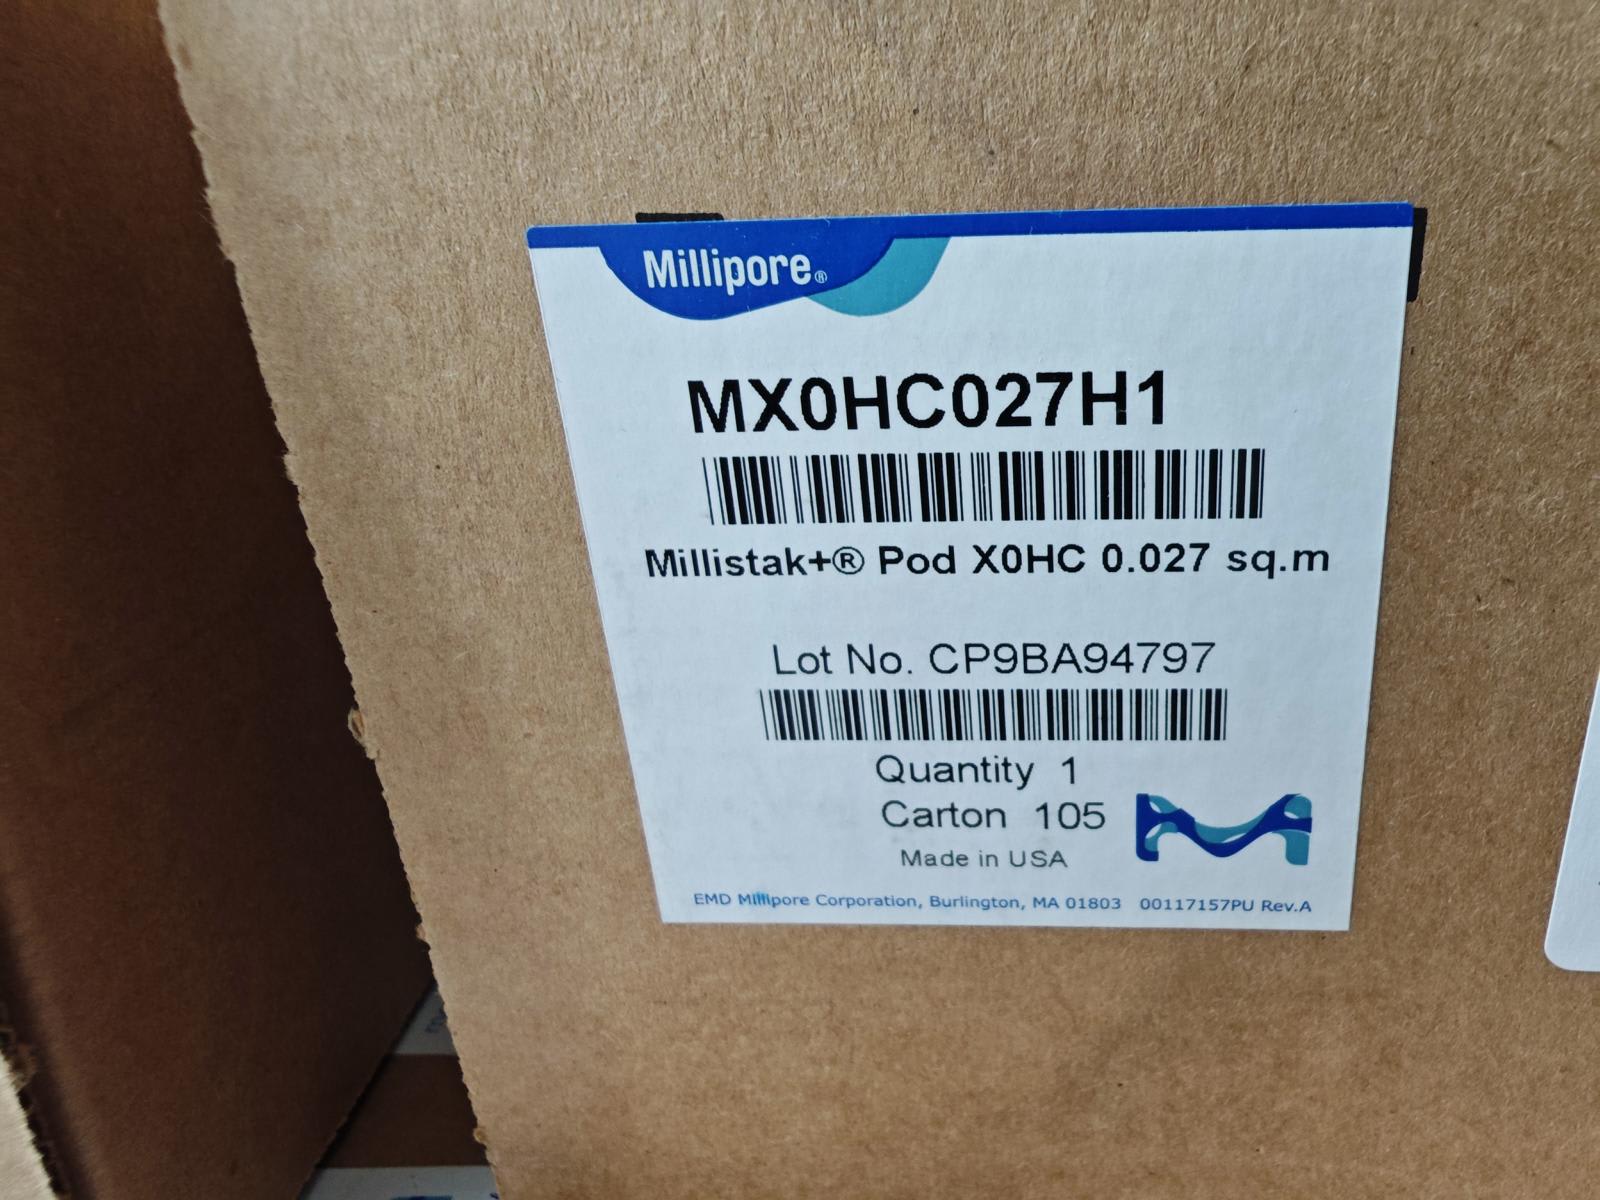 Millipore®
MX0HC027H1
Millistak+® Pod X0HC 0.027 sq.m
Lot No. CP9BA94797
Quantity 1
Carton 105
Made in USA
EMD Millipore Corporation, Burlington, MA 01803 00117157PU Rev.A